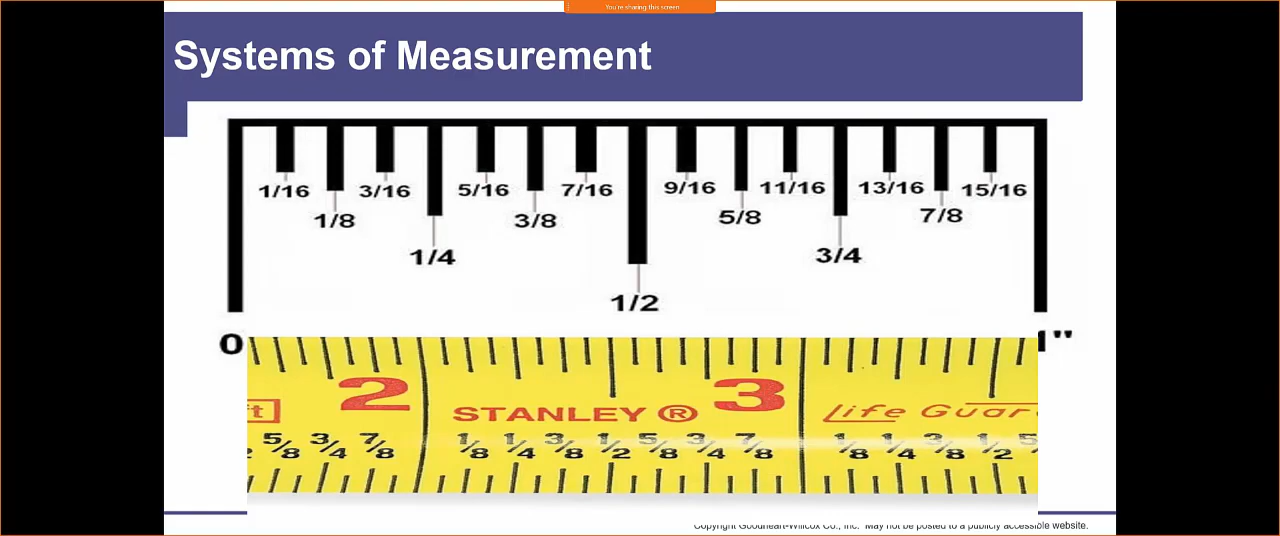 You're sharing this screen
Systems of Measurement
1/16 3/16 5/16 7/16 9/16 11/16 13/16 15/16
1/8 3/8 5/8 7/8
1/4 3/4
1/2
0 1"
ft 2 STANLEY ® 3 Life Guar
5/8 3/4 7/8 1/8 1/4 3/8 1/2 5/8 3/4 7/8 1/8 1/4 3/8 1/2 5
Copyright Goodheart-Willcox Co., Inc. May not be posted to a publicly accessible website.